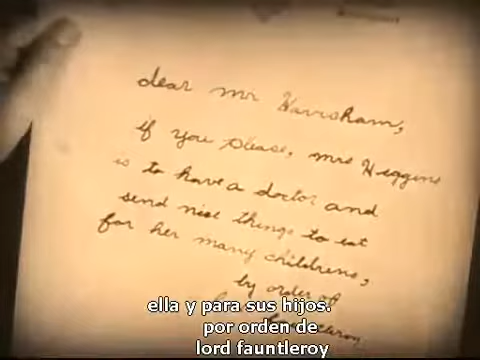 dear mr Havisham,
if you please, mrs Higgins
is to have a doctor and
send nise things to eat
for her many childrens,
by order of
ella y para sus hijos.
por orden de
lord fauntleroy